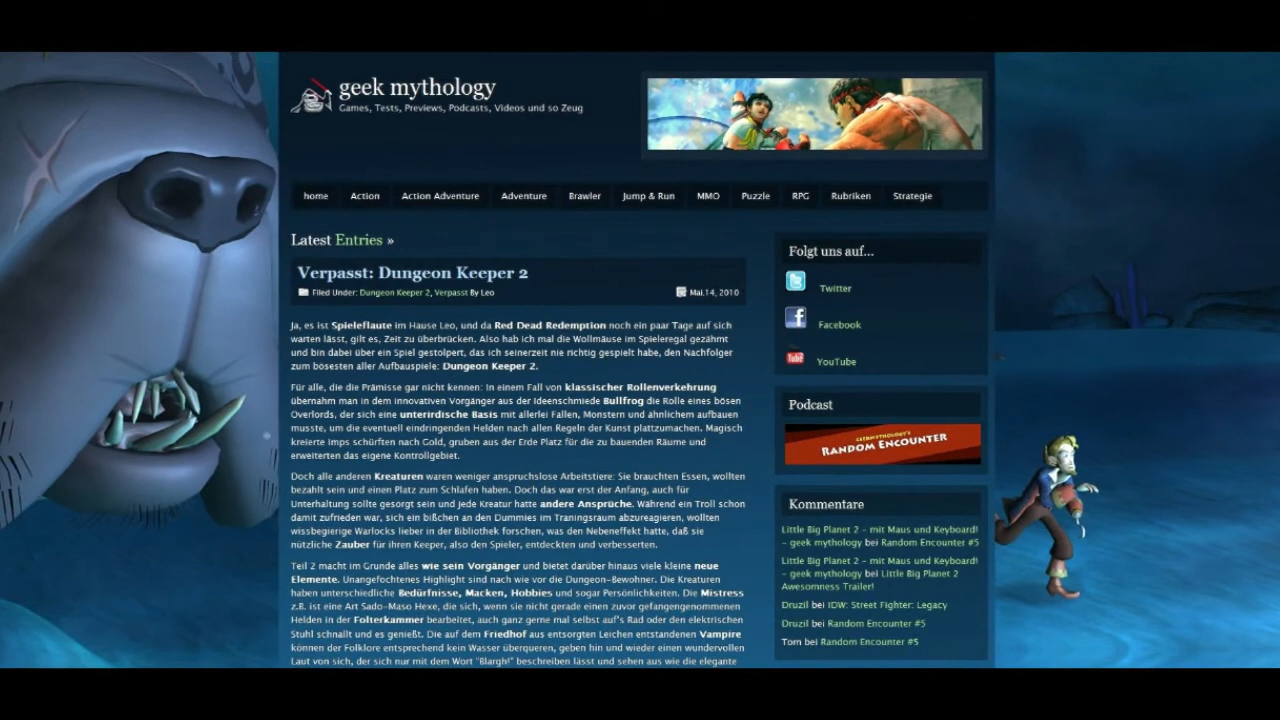 geek mythology
Games, Tests, Previews, Podcasts, Videos und so Zeug
home Action Action Adventure Adventure Brawler Jump & Run MMO Puzzle RPG Rubriken Strategie
Latest Entries »
Verpasst: Dungeon Keeper 2
Filed Under: Dungeon Keeper 2, Verpasst By Leo
Mai.14, 2010
Ja, es ist Spieleflaute im Hause Leo, und da Red Dead Redemption noch ein paar Tage auf sich
warten lässt, gilt es, Zeit zu überbrücken. Also hab ich mal die Wollmäuse im Spieleregal gezähmt
und bin dabei über ein Spiel gestolpert, das ich seinerzeit nie richtig gespielt habe, den Nachfolger
zum bösesten aller Aufbauspiele: Dungeon Keeper 2.
Für alle, die die Prämisse gar nicht kennen: In einem Fall von klassischer Rollenverkehrung
übernahm man in dem innovativen Vorgänger aus der Ideenschmiede Bullfrog die Rolle eines bösen
Overlords, der sich eine unterirdische Basis mit allerlei Fallen, Monstern und ähnlichem aufbauen
musste, um die eventuell eindringenden Helden nach allen Regeln der Kunst plattzumachen. Magisch
kreierte Imps schürften nach Gold, gruben aus der Erde Platz für die zu bauenden Räume und
erweiterten das eigene Kontrollgebiet.
Doch alle anderen Kreaturen waren weniger anspruchslose Arbeitstiere: Sie brauchten Essen, wollten
bezahlt sein und einen Platz zum Schlafen haben. Doch das war erst der Anfang, auch für
Unterhaltung sollte gesorgt sein und jede Kreatur hatte andere Ansprüche. Während ein Troll schon
damit zufrieden war, sich ein bißchen an den Dummies im Traningsraum abzureagieren, wollten
wissbegierige Warlocks lieber in der Bibliothek forschen, was den Nebeneffekt hatte, daß sie
nützliche Zauber für ihren Keeper, also den Spieler, entdeckten und verbesserten.
Teil 2 macht im Grunde alles wie sein Vorgänger und bietet darüber hinaus viele kleine neue
Elemente. Unangefochtenes Highlight sind nach wie vor die Dungeon-Bewohner. Die Kreaturen
haben unterschiedliche Bedürfnisse, Macken, Hobbies und sogar Persönlichkeiten. Die Mistress
z.B. ist eine Art Sado-Maso Hexe, die sich, wenn sie nicht gerade einen zuvor gefangengenommenen
Helden in der Folterkammer bearbeitet, auch ganz gerne mal selbst auf's Rad oder den elektrischen
Stuhl schnallt und es genießt. Die auf dem Friedhof aus entsorgten Leichen entstandenen Vampire
können der Folklore entsprechend kein Wasser überqueren, geben hin und wieder einen wundervollen
Laut von sich, der sich nur mit dem Wort "Blargh!" beschreiben lässt und sehen aus wie die elegante
Folgt uns auf...
Twitter
Facebook
You Tube
YouTube
Podcast
GEEKMYTHOLOGY'S
RANDOM ENCOUNTER
Kommentare
Little Big Planet 2 – mit Maus und Keyboard!
– geek mythology bei Random Encounter #5
Little Big Planet 2 – mit Maus und Keyboard!
– geek mythology bei Little Big Planet 2
Awesomness Trailer!
Druzil bei IDW: Street Fighter: Legacy
Druzil bei Random Encounter #5
Tom bei Random Encounter #5